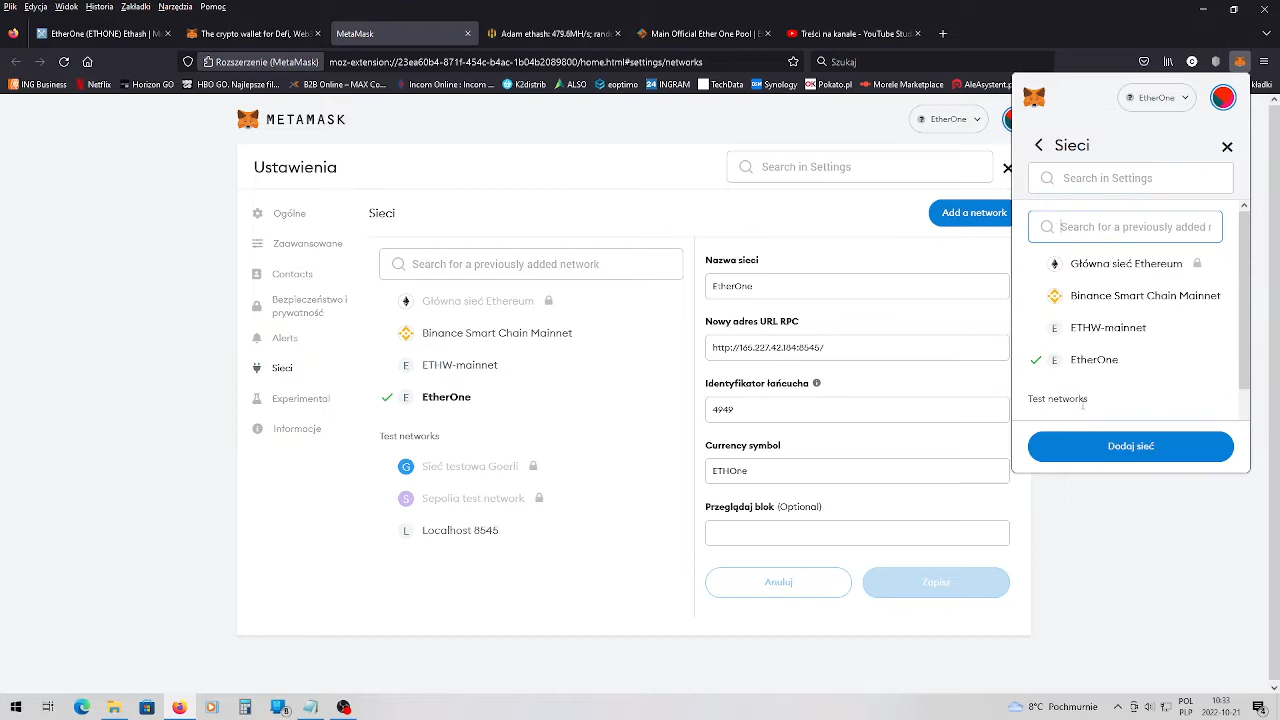 Plik Edycja Widok Historia Zakładki Narzędzia Pomoc
EtherOne (ETHONE) Ethash | M
The crypto wallet for Defi, Web
MetaMask
Adam ethash: 479.6MH/s; rand
Main Official Ether One Pool | E
Treści na kanale - YouTube Stud
Rozszerzenie (MetaMask)
moz-extension://23ea60b4-871f-454c-b4ac-1b04b2089800/home.html#settings/networks
Szukaj
ING Business
Netflix
Horizon GO
HBO GO. Najlepsze fil...
B2B Online – MAX Co...
Incom Online : Incom ...
K2distrib
ALSO
eoptimo
INGRAM
TechData
Synology
Pokato.pl
Morele Marketplace
AleAsystent.p
kładki
METAMASK
EtherOne
Ustawienia
Search in Settings
Ogólne
Zaawansowane
Contacts
Bezpieczeństwo i
prywatność
Alerts
Sieci
Experimental
Informacje
Sieci
Add a network
Search for a previously added network
Główna sieć Ethereum
Binance Smart Chain Mainnet
E ETHW-mainnet
E EtherOne
Test networks
G Sieć testowa Goerli
S Sepolia test network
L Localhost 8545
Nazwa sieci
EtherOne
Nowy adres URL RPC
http://165.227.42.184:8545/
Identyfikator łańcucha
4949
Currency symbol
ETHOne
Przeglądaj blok (Optional)
Anuluj
Zapisz
EtherOne
Sieci
Search in Settings
Search for a previously added r
Główna sieć Ethereum
Binance Smart Chain Mainnet
E ETHW-mainnet
E EtherOne
Test networks
Dodaj sieć
8°C Pochmurnie
POL
PLP
10:33
2022-10-21